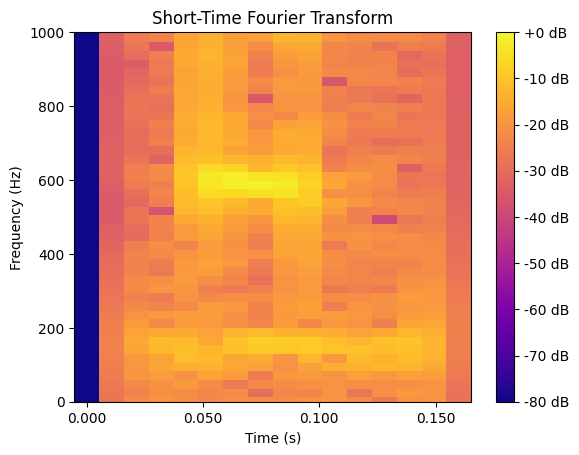 Short-Time Fourier Transform
Frequency (Hz)
1000
800
600
400
200
0
0.000
0.050
0.100
0.150
Time (s)
+0 dB
-10 dB
-20 dB
-30 dB
-40 dB
-50 dB
-60 dB
-70 dB
-80 dB